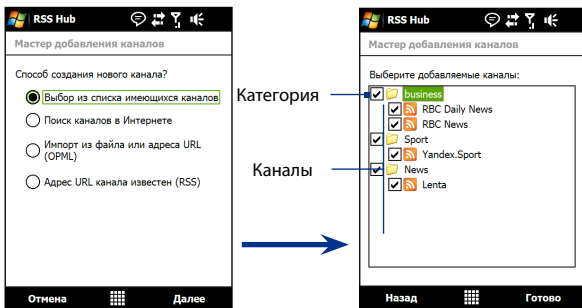 RSS Hub
Мастер добавления каналов
Способ создания нового канала?
Выбор из списка имеющихся каналов
Поиск каналов в Интернете
Импорт из файла или адреса URL
(OPML)
Адрес URL канала известен (RSS)
Отмена
Далее
Категория
Каналы
RSS Hub
Мастер добавления каналов
Выберите добавляемые каналы:
business
RBC Daily News
RBC News
Sport
Yandex.Sport
News
Lenta
Назад
Готово